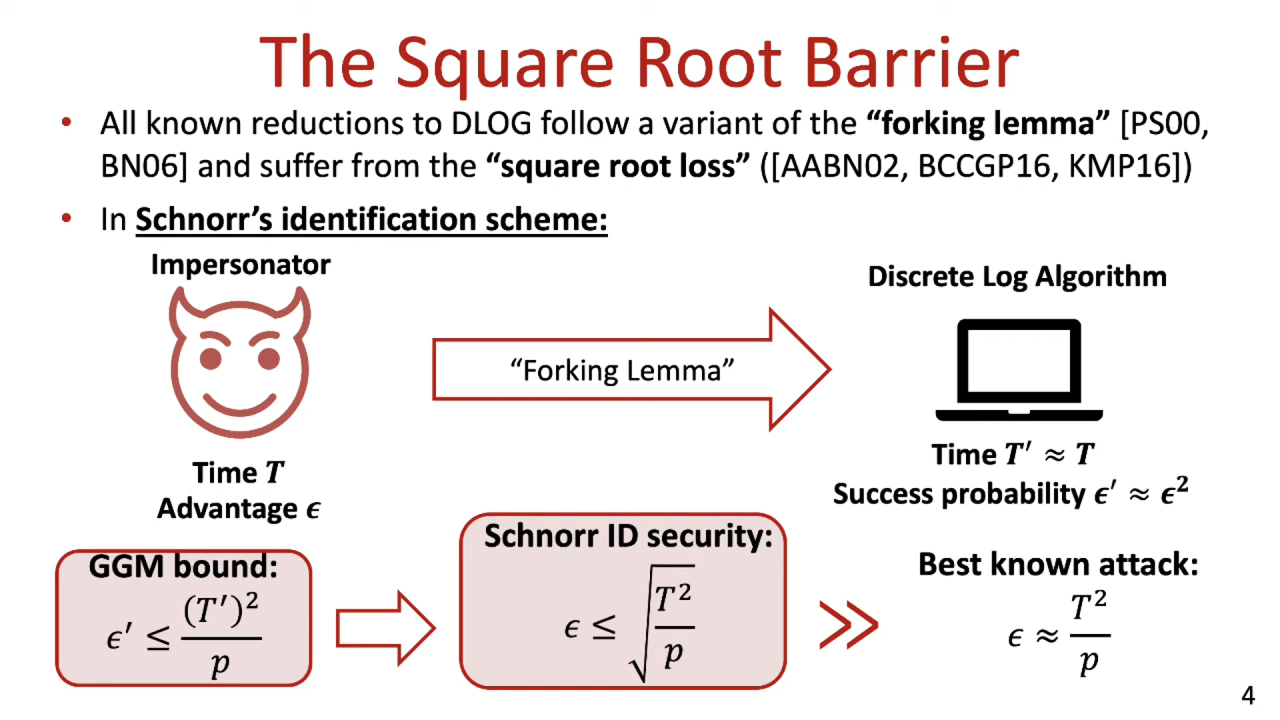 The Square Root Barrier
• All known reductions to DLOG follow a variant of the “forking lemma” [PS00,
BN06] and suffer from the “square root loss” ([AABN02, BCCGP16, KMP16])
• In Schnorr’s identification scheme:
Impersonator
Discrete Log Algorithm
“Forking Lemma”
Time T
Advantage ϵ
Time T′ ≈ T
Success probability ϵ′ ≈ ϵ²
GGM bound:
ϵ′ ≤ (T′)²/p
Schnorr ID security:
ϵ ≤ √(T²/p)
≫
Best known attack:
ϵ ≈ T²/p
4